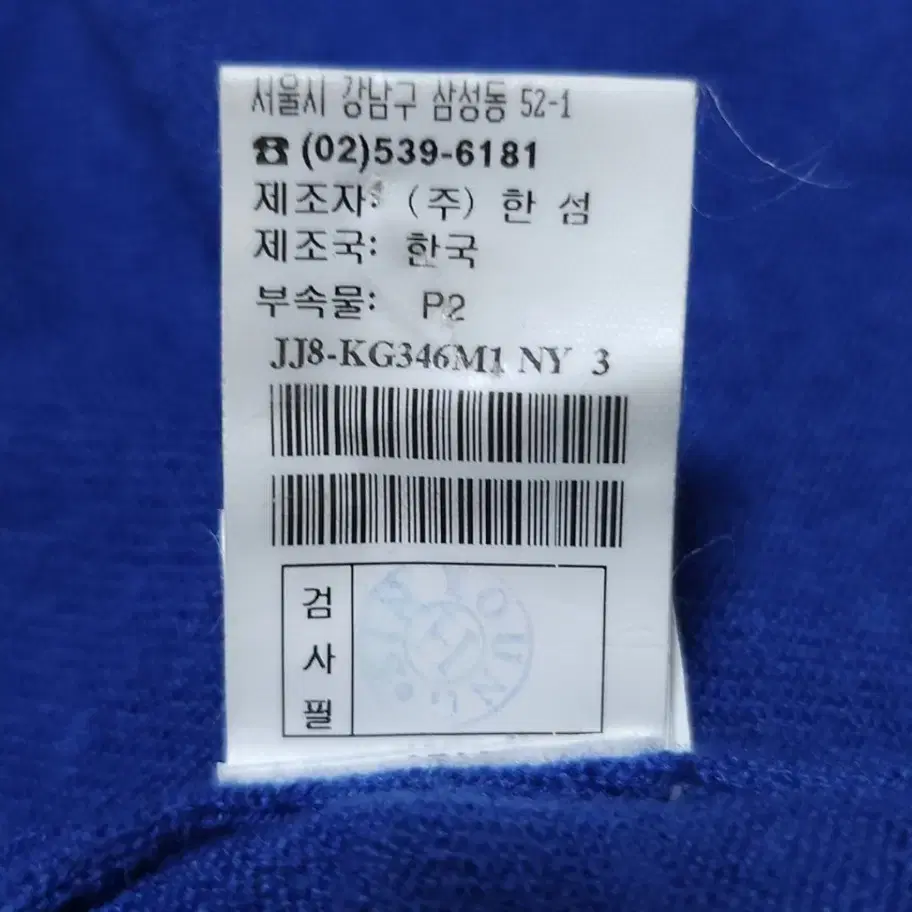 서울시 강남구 삼성동 52-1
☎ (02)539-6181
제조자: (주) 한 섬
제조국: 한국
부속물: P2
JJ8-KG346M1 NY 3
검
사
필